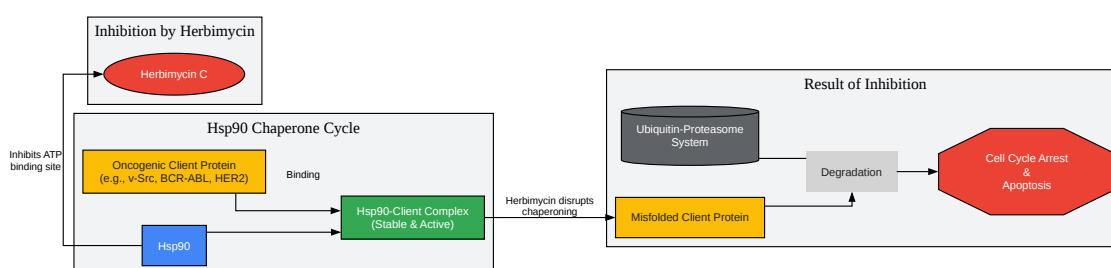 Inhibition by Herbimycin
Herbimycin C
Inhibits ATP
binding site
Hsp90 Chaperone Cycle
Oncogenic Client Protein
(e.g., v-Src, BCR-ABL, HER2)
Binding
Hsp90-Client Complex
(Stable & Active)
Hsp90
Herbimycin disrupts
chaperoning
Result of Inhibition
Ubiquitin-Proteasome
System
Degradation
Misfolded Client Protein
Cell Cycle Arrest
&
Apoptosis